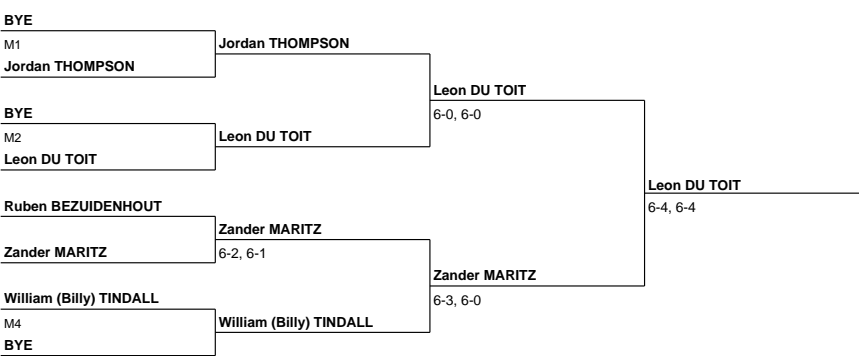 BYE
M1
Jordan THOMPSON
Jordan THOMPSON
BYE
M2
Leon DU TOIT
Leon DU TOIT
Leon DU TOIT
6-0, 6-0
Ruben BEZUIDENHOUT
Zander MARITZ
Zander MARITZ
6-2, 6-1
William (Billy) TINDALL
M4
BYE
William (Billy) TINDALL
Zander MARITZ
6-3, 6-0
Leon DU TOIT
6-4, 6-4